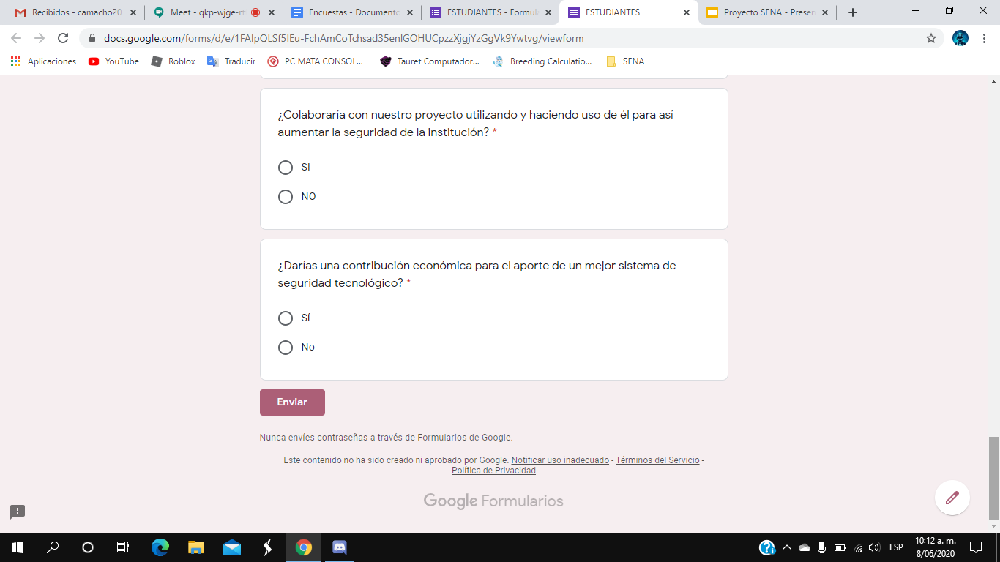 Recibidos - camacho20
Meet - qkp-wjge-rt
Encuestas - Documento
ESTUDIANTES - Formul
ESTUDIANTES
Proyecto SENA - Presen
docs.google.com/forms/d/e/1FAIpQLSf5IEu-FchAmCoTchsad35enIGOHUCpzzXjgjYzGgVk9Ywtvg/viewform
Aplicaciones
YouTube
Roblox
Traducir
PC MATA CONSOL...
Tauret Computador...
Breeding Calculatio...
SENA
¿Colaboraría con nuestro proyecto utilizando y haciendo uso de él para así
aumentar la seguridad de la institución? *
SI
NO
¿Darías una contribución económica para el aporte de un mejor sistema de
seguridad tecnológico? *
Sí
No
Enviar
Nunca envíes contraseñas a través de Formularios de Google.
Este contenido no ha sido creado ni aprobado por Google. Notificar uso inadecuado - Términos del Servicio -
Política de Privacidad
Google Formularios
ESP
10:12 a. m.
8/06/2020